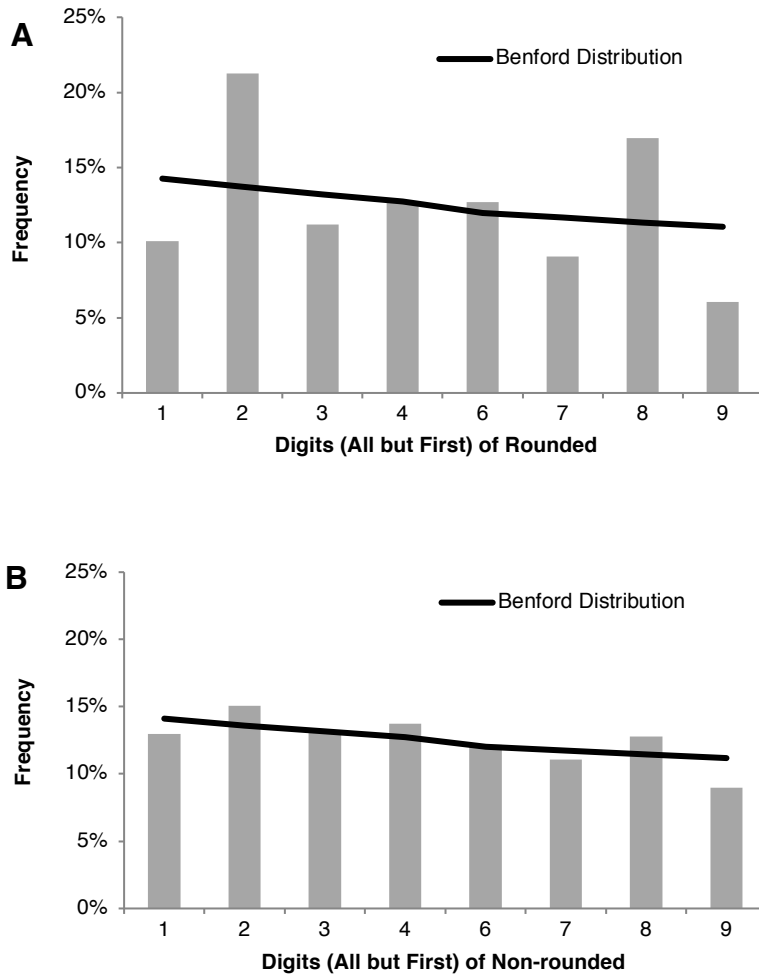 A
25%
Benford Distribution
20%
15%
10%
5%
0%
Frequency
1 2 3 4 6 7 8 9
Digits (All but First) of Rounded
B
25%
Benford Distribution
20%
15%
10%
5%
0%
Frequency
1 2 3 4 6 7 8 9
Digits (All but First) of Non-rounded